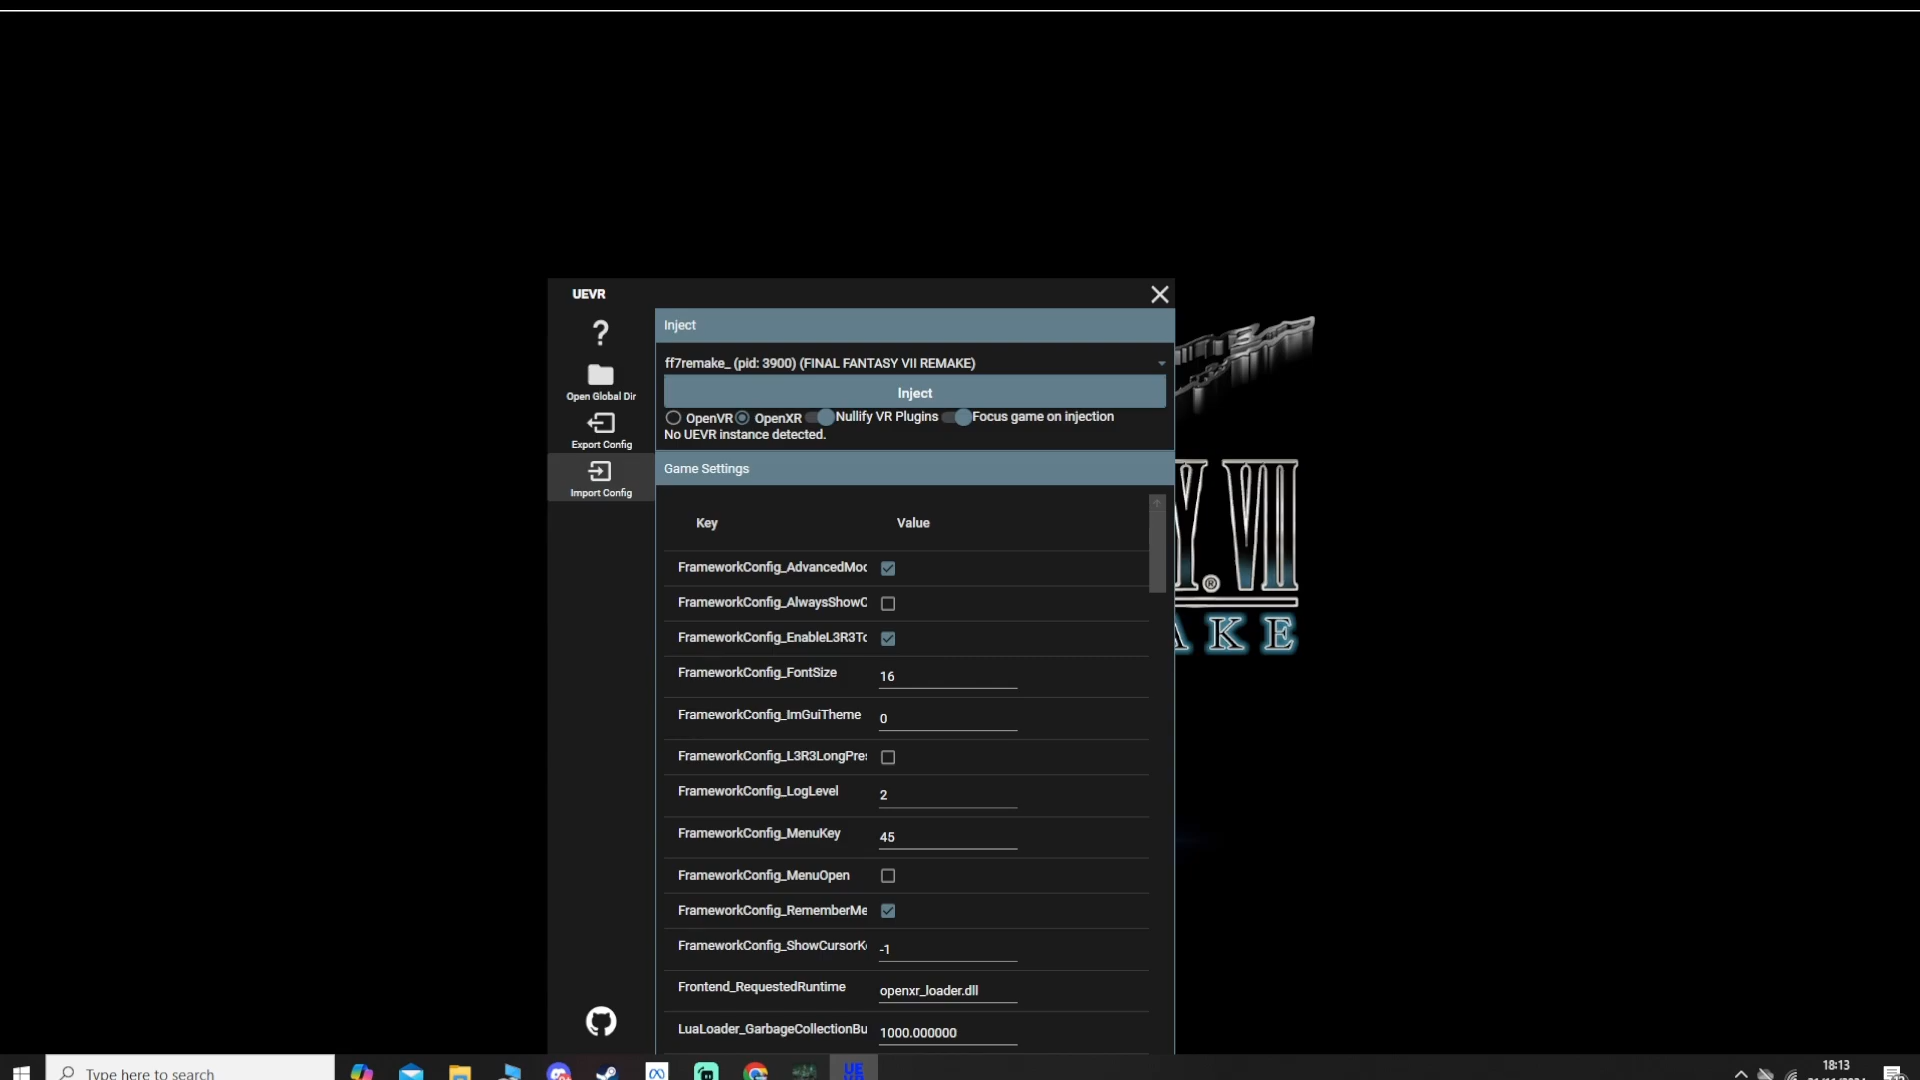 UEVR
Inject
?
Open Global Dir
Export Config
Import Config
ff7remake_ (pid: 3900) (FINAL FANTASY VII REMAKE)
Inject
OpenVR OpenXR Nullify VR Plugins Focus game on injection
No UEVR instance detected.
Game Settings
Key Value
FrameworkConfig_AdvancedMoc
FrameworkConfig_AlwaysShowC
FrameworkConfig_EnableL3R3Tc
FrameworkConfig_FontSize 16
FrameworkConfig_ImGuiTheme 0
FrameworkConfig_L3R3LongPres
FrameworkConfig_LogLevel 2
FrameworkConfig_MenuKey 45
FrameworkConfig_MenuOpen
FrameworkConfig_RememberMe
FrameworkConfig_ShowCursorK -1
Frontend_RequestedRuntime openxr_loader.dll
LuaLoader_GarbageCollectionBu 1000.000000
Y.® VII
A K E
Type here to search
UE
18:13